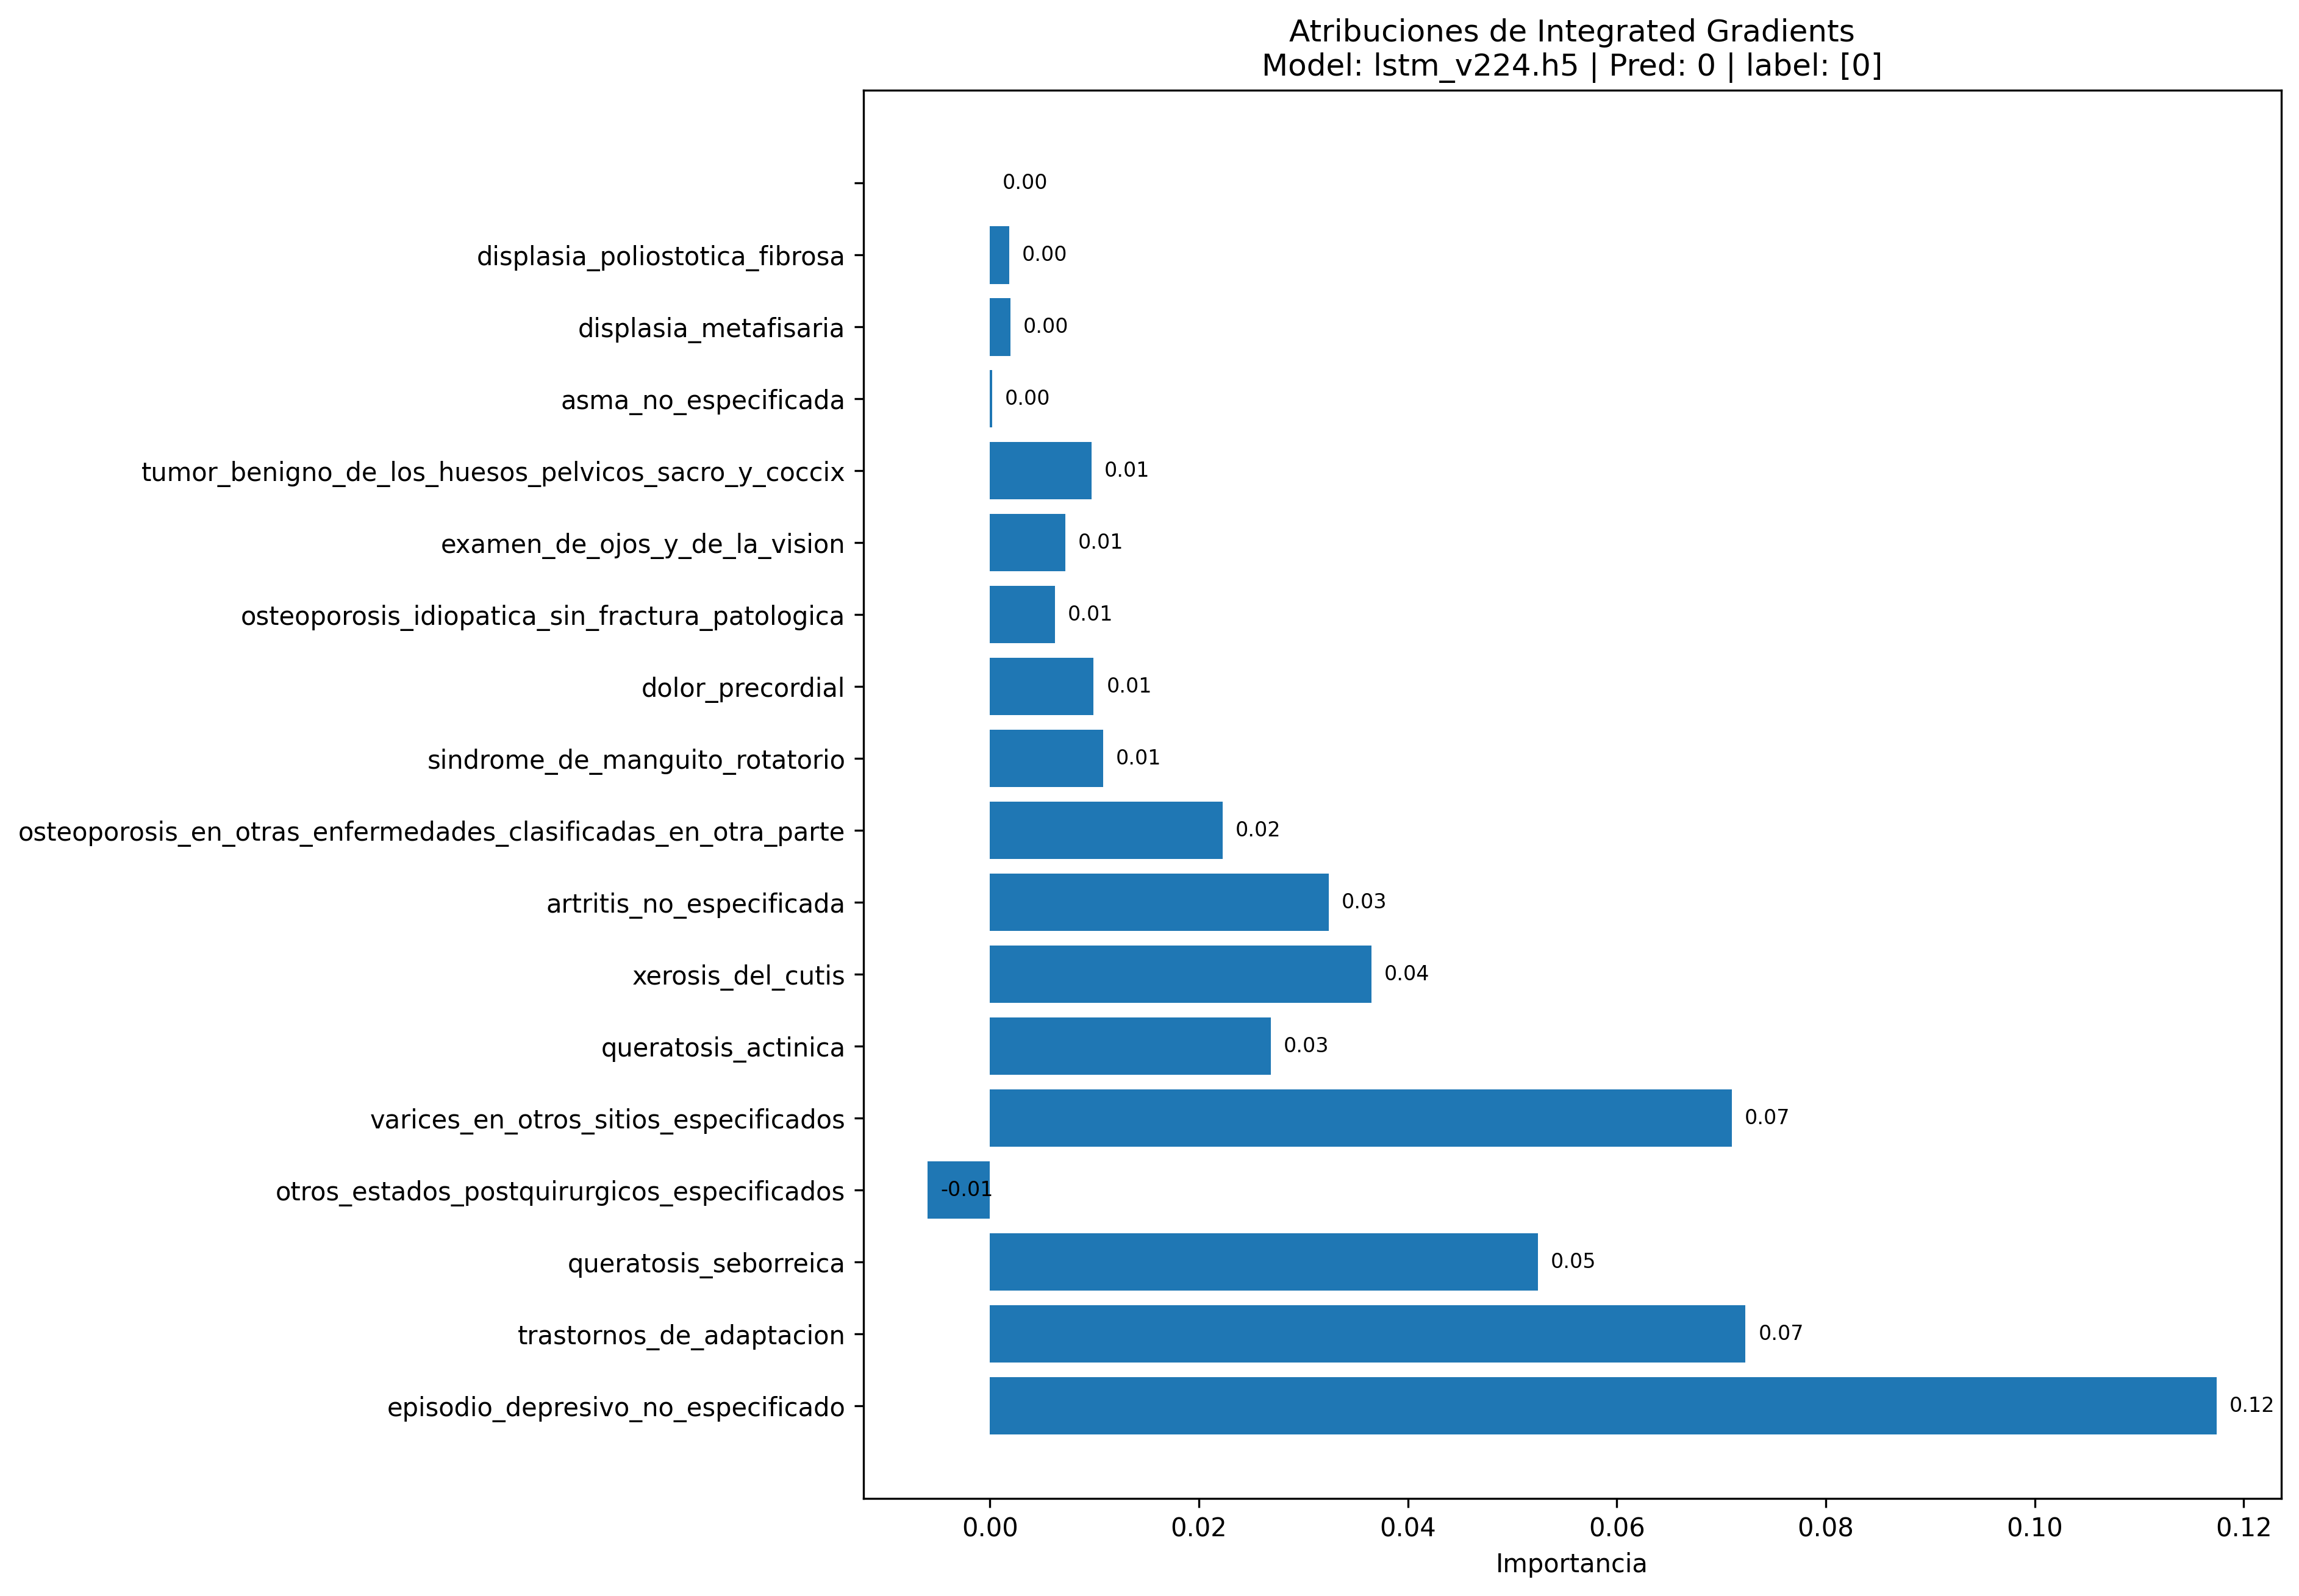 Atribuciones de Integrated Gradients
Model: lstm_v224.h5 | Pred: 0 | label: [0]
0.00
displasia_poliostotica_fibrosa 0.00
displasia_metafisaria 0.00
asma_no_especificada 0.00
tumor_benigno_de_los_huesos_pelvicos_sacro_y_coccix 0.01
examen_de_ojos_y_de_la_vision 0.01
osteoporosis_idiopatica_sin_fractura_patologica 0.01
dolor_precordial 0.01
sindrome_de_manguito_rotatorio 0.01
osteoporosis_en_otras_enfermedades_clasificadas_en_otra_parte 0.02
artritis_no_especificada 0.03
xerosis_del_cutis 0.04
queratosis_actinica 0.03
varices_en_otros_sitios_especificados 0.07
otros_estados_postquirurgicos_especificados -0.01
queratosis_seborreica 0.05
trastornos_de_adaptacion 0.07
episodio_depresivo_no_especificado 0.12
0.00 0.02 0.04 0.06 0.08 0.10 0.12
Importancia